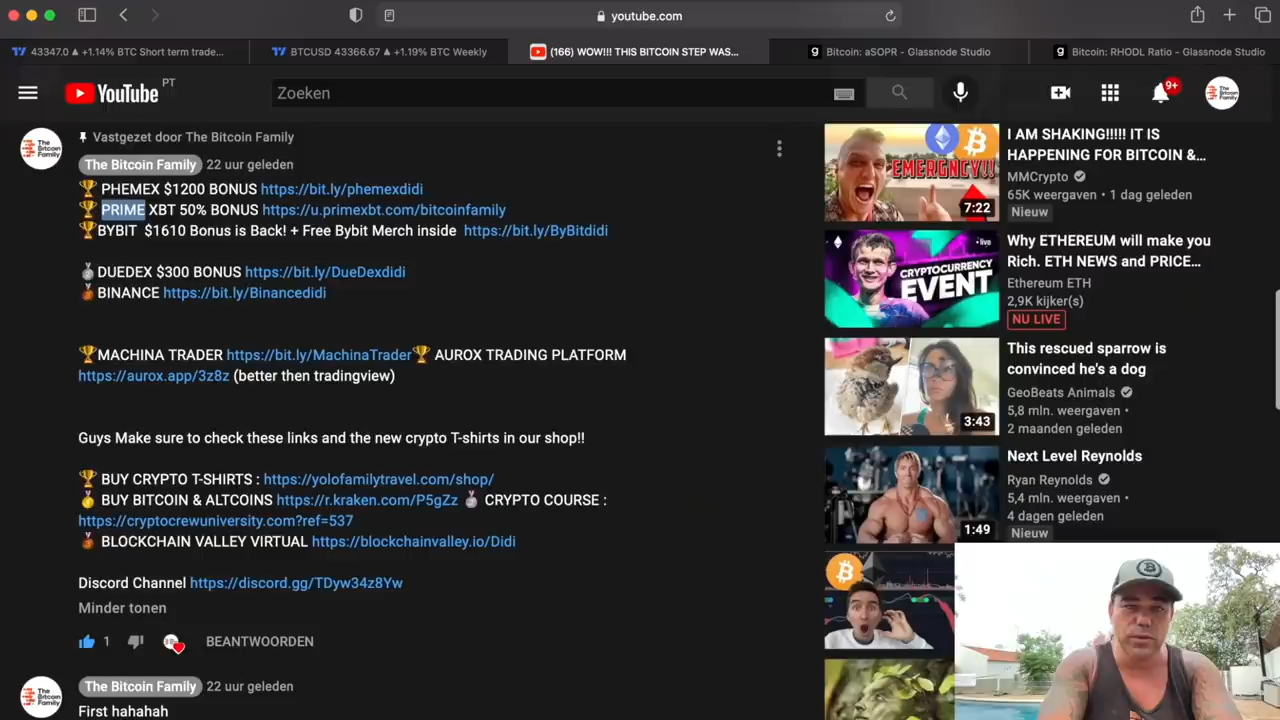 youtube.com
43347.0 ▲ +1.14% BTC Short term trade...
BTCUSD 43366.67 ▲ +1.19% BTC Weekly
(166) WOW!!! THIS BITCOIN STEP WAS...
Bitcoin: aSOPR - Glassnode Studio
Bitcoin: RHODL Ratio - Glassnode Studio
YouTube PT
Zoeken
9+
Vastgezet door The Bitcoin Family
The Bitcoin Family 22 uur geleden
🏆 PHEMEX $1200 BONUS https://bit.ly/phemexdidi
🏆 PRIME XBT 50% BONUS https://u.primexbt.com/bitcoinfamily
🏆BYBIT $1610 Bonus is Back! + Free Bybit Merch inside https://bit.ly/ByBitdidi
🥈DUEDEX $300 BONUS https://bit.ly/DueDexdidi
🥉BINANCE https://bit.ly/Binancedidi
🏆MACHINA TRADER https://bit.ly/MachinaTrader🏆 AUROX TRADING PLATFORM
https://aurox.app/3z8z (better then tradingview)
Guys Make sure to check these links and the new crypto T-shirts in our shop!!
🏆 BUY CRYPTO T-SHIRTS : https://yolofamilytravel.com/shop/
🥇 BUY BITCOIN & ALTCOINS https://r.kraken.com/P5gZz 🥈 CRYPTO COURSE :
https://cryptocrewuniversity.com?ref=537
🥉 BLOCKCHAIN VALLEY VIRTUAL https://blockchainvalley.io/Didi
Discord Channel https://discord.gg/TDyw34z8Yw
Minder tonen
1 BEANTWOORDEN
The Bitcoin Family 22 uur geleden
First hahahah
EMERGNCY!!
7:22
I AM SHAKING!!!!! IT IS
HAPPENING FOR BITCOIN &...
MMCrypto
65K weergaven • 1 dag geleden
Nieuw
live
CRYPTOCURRENCY
EVENT
Why ETHEREUM will make you
Rich. ETH NEWS and PRICE...
Ethereum ETH
2,9K kijker(s)
NU LIVE
3:43
This rescued sparrow is
convinced he's a dog
GeoBeats Animals
5,8 mln. weergaven •
2 maanden geleden
1:49
Next Level Reynolds
Ryan Reynolds
5,4 mln. weergaven •
4 dagen geleden
Nieuw